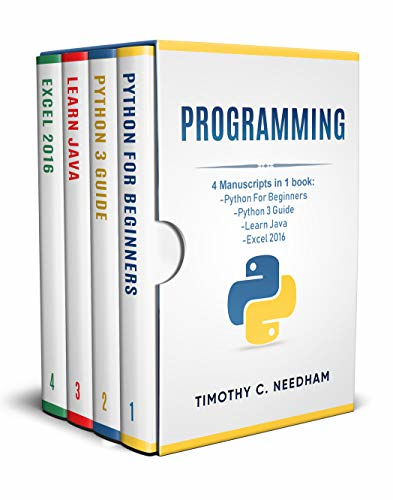 EXCEL 2016
LEARN JAVA
PYTHON 3 GUIDE
PYTHON FOR BEGINNERS
4
3
2
1
PROGRAMMING
4 Manuscripts in 1 book:
-Python For Beginners
-Python 3 Guide
-Learn Java
-Excel 2016
TIMOTHY C. NEEDHAM